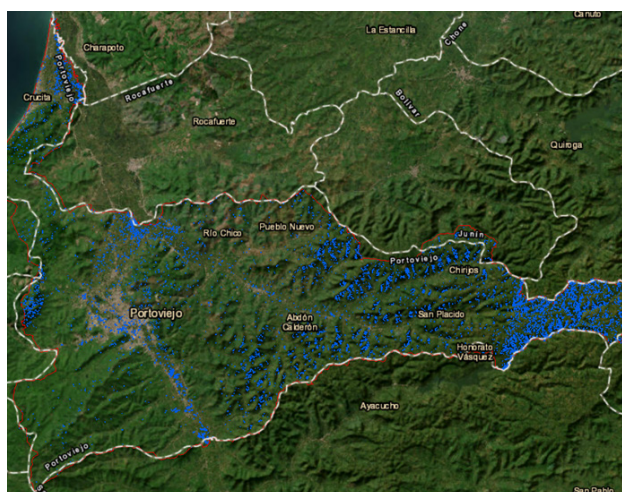 Canuto
La Estancilla
Chone
Charapoto
Portoviejo
Rocafuerte
Bolívar
Crucita
Rocafuerte
Quiroga
Pueblo Nuevo
Río Chico
Junín
Portoviejo
Chirijos
Portoviejo
Abdón
Calderón
San Placido
Honorato
Vásquez
Ayacucho
Portoviejo
San Pablo